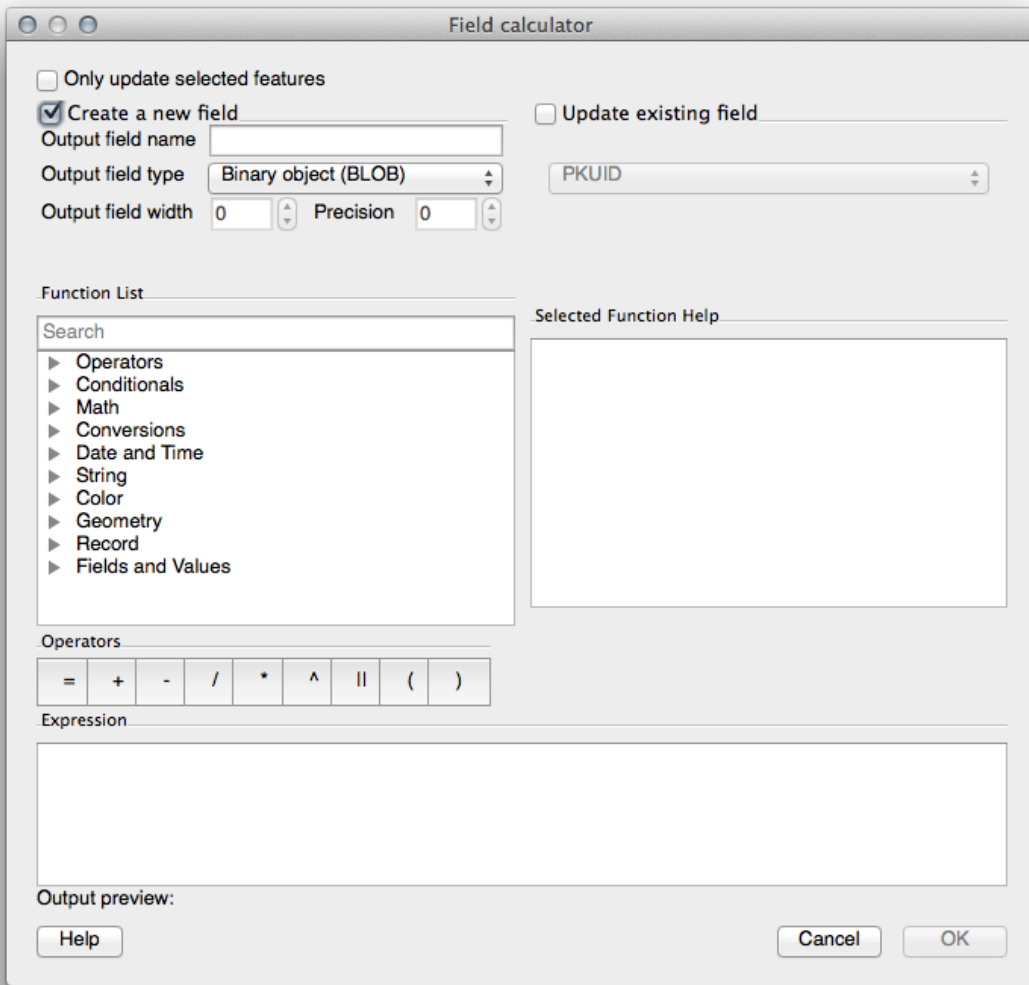 Field calculator
Only update selected features
Create a new field
Update existing field
Output field name
Output field type Binary object (BLOB)
PKUID
Output field width 0 Precision 0
Function List
Selected Function Help
Search
Operators
Conditionals
Math
Conversions
Date and Time
String
Color
Geometry
Record
Fields and Values
Operators
= + - / * ^ || ( )
Expression
Output preview:
Help Cancel OK